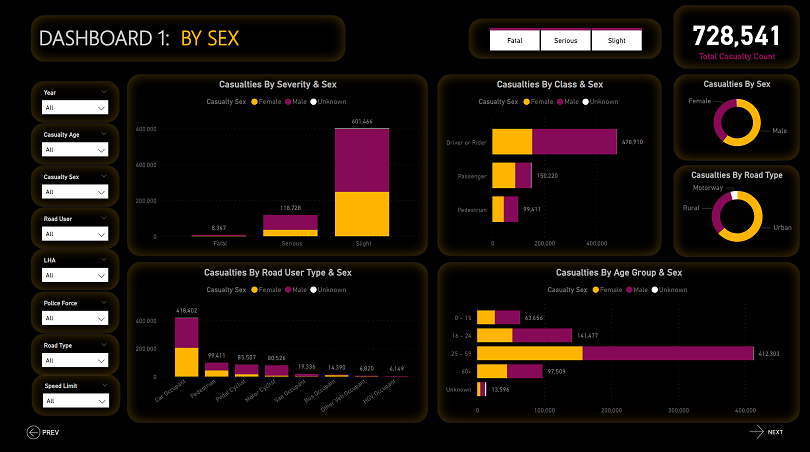 DASHBOARD 1: BY SEX
Fatal
Serious
Slight
728,541
Total Casualty Count
Year
All
Casualty Age
All
Casualty Sex
All
Road User
All
LHA
All
Police Force
All
Road Type
All
Speed Limit
All
Casualties By Severity & Sex
Casualty Sex Female Male Unknown
600,000
400,000
200,000
0
8,347
118,728
601,466
Fatal
Serious
Slight
Casualties By Class & Sex
Casualty Sex Female Male Unknown
Driver or Rider
478,910
Passenger
150,220
Pedestrian
99,411
0
200,000
400,000
Casualties By Sex
Female
Male
Casualties By Road Type
Motorway
Rural
Urban
Casualties By Road User Type & Sex
Casualty Sex Female Male Unknown
400,000
200,000
0
418,402
99,411
85,507
80,526
19,336
14,390
6,820
4,149
Car Occupant
Pedestrian
Pedal Cyclist
Motor Cyclist
Van Occupant
Bus Occupant
Other Veh Occupant
HGV Occupant
Casualties By Age Group & Sex
Casualty Sex Female Male Unknown
0 - 15
63,656
16 - 24
141,477
25 - 59
412,303
60+
97,509
Unknown
13,596
0
100,000
200,000
300,000
400,000
PREV
NEXT